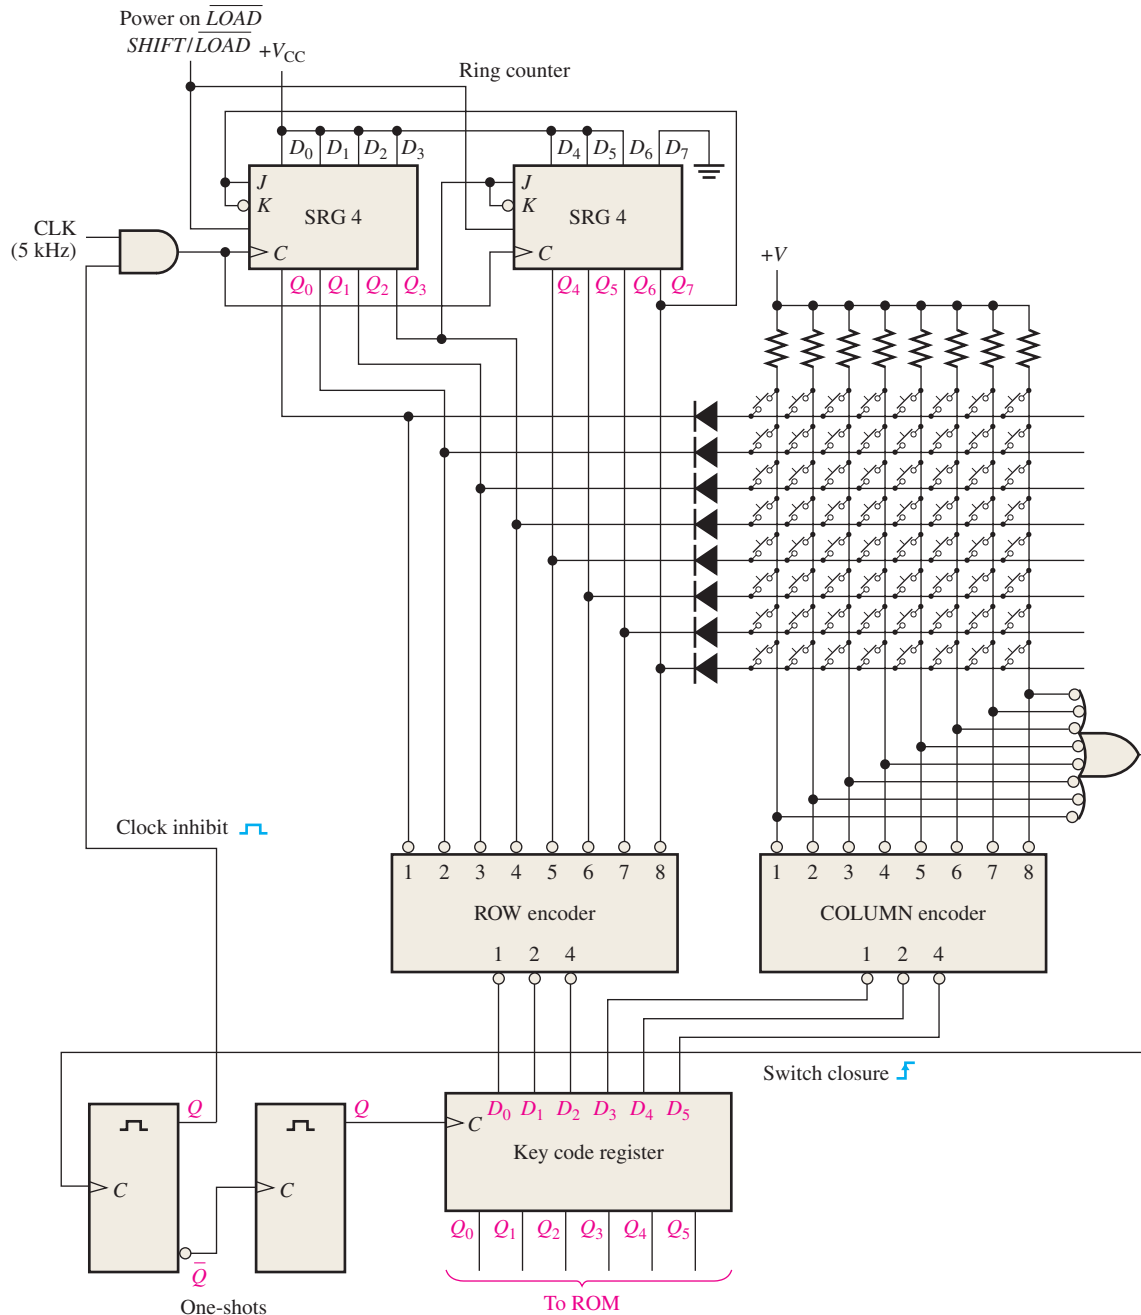 Power on LOAD
SHIFT/LOAD
+VCC
Ring counter
D0 D1 D2 D3
D4 D5 D6 D7
J
K
SRG 4
C
J
K
SRG 4
C
CLK
(5 kHz)
Q0 Q1 Q2 Q3
Q4 Q5 Q6 Q7
+V
Clock inhibit
1 2 3 4 5 6 7 8
ROW encoder
1 2 4
1 2 3 4 5 6 7 8
COLUMN encoder
1 2 4
Switch closure
Q
C
Q̅
Q
C
One-shots
D0 D1 D2 D3 D4 D5
C
Key code register
Q0 Q1 Q2 Q3 Q4 Q5
To ROM